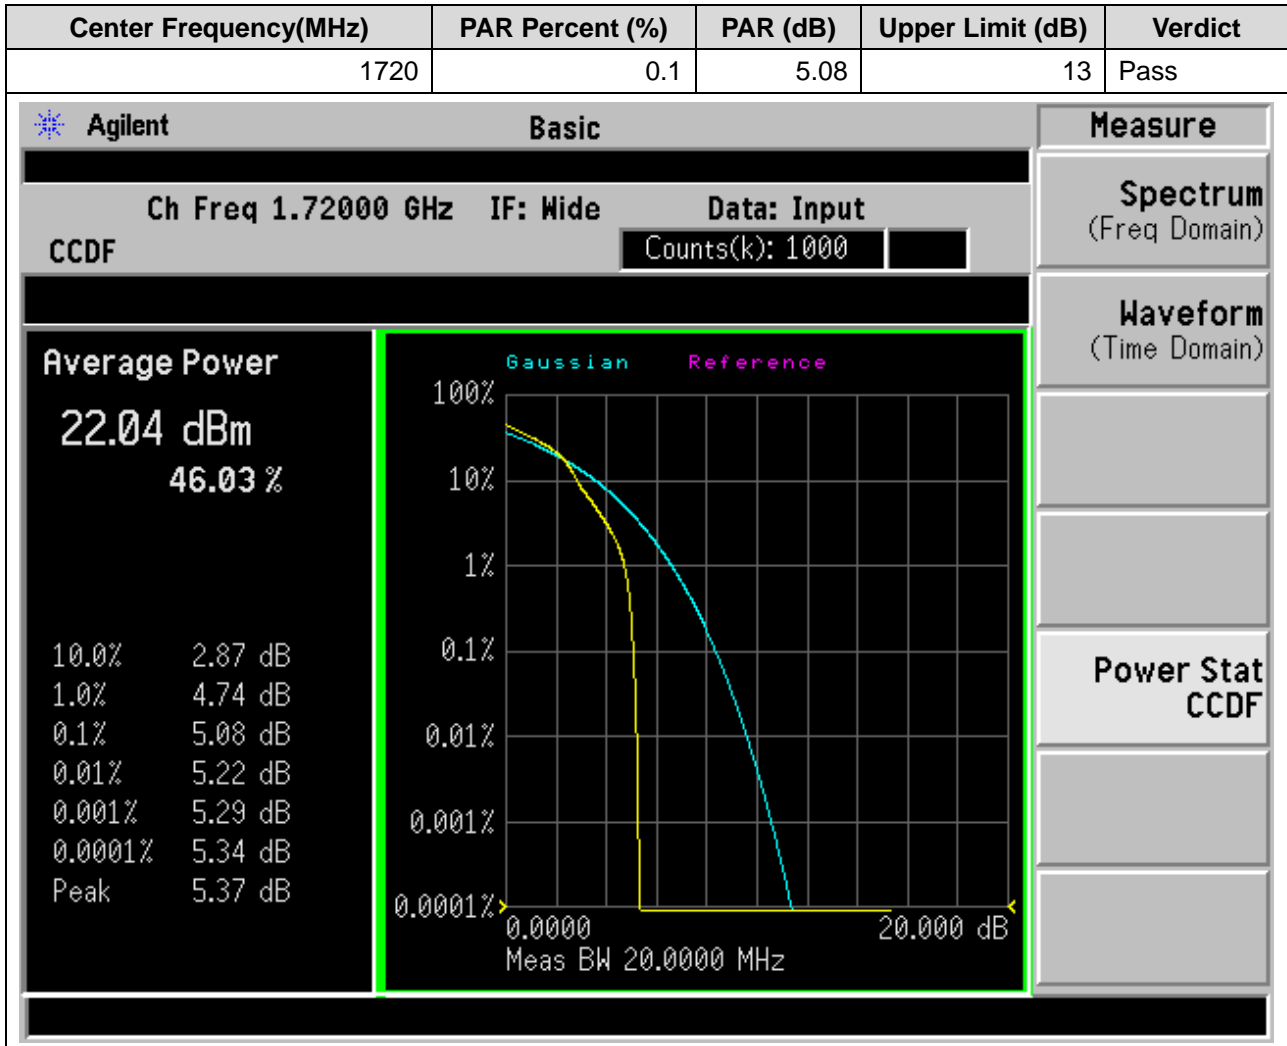 Center Frequency(MHz) PAR Percent (%) PAR (dB) Upper Limit (dB) Verdict
1720 0.1 5.08 13 Pass
Agilent Basic Measure
Ch Freq 1.72000 GHz IF: Wide Data: Input
CCDF Counts(k): 1000
Average Power
22.04 dBm
46.03 %
10.0% 2.87 dB
1.0% 4.74 dB
0.1% 5.08 dB
0.01% 5.22 dB
0.001% 5.29 dB
0.0001% 5.34 dB
Peak 5.37 dB
Gaussian Reference
100%
10%
1%
0.1%
0.01%
0.001%
0.0001%
0.0000 20.000 dB
Meas BW 20.0000 MHz
Spectrum
(Freq Domain)
Waveform
(Time Domain)
Power Stat
CCDF